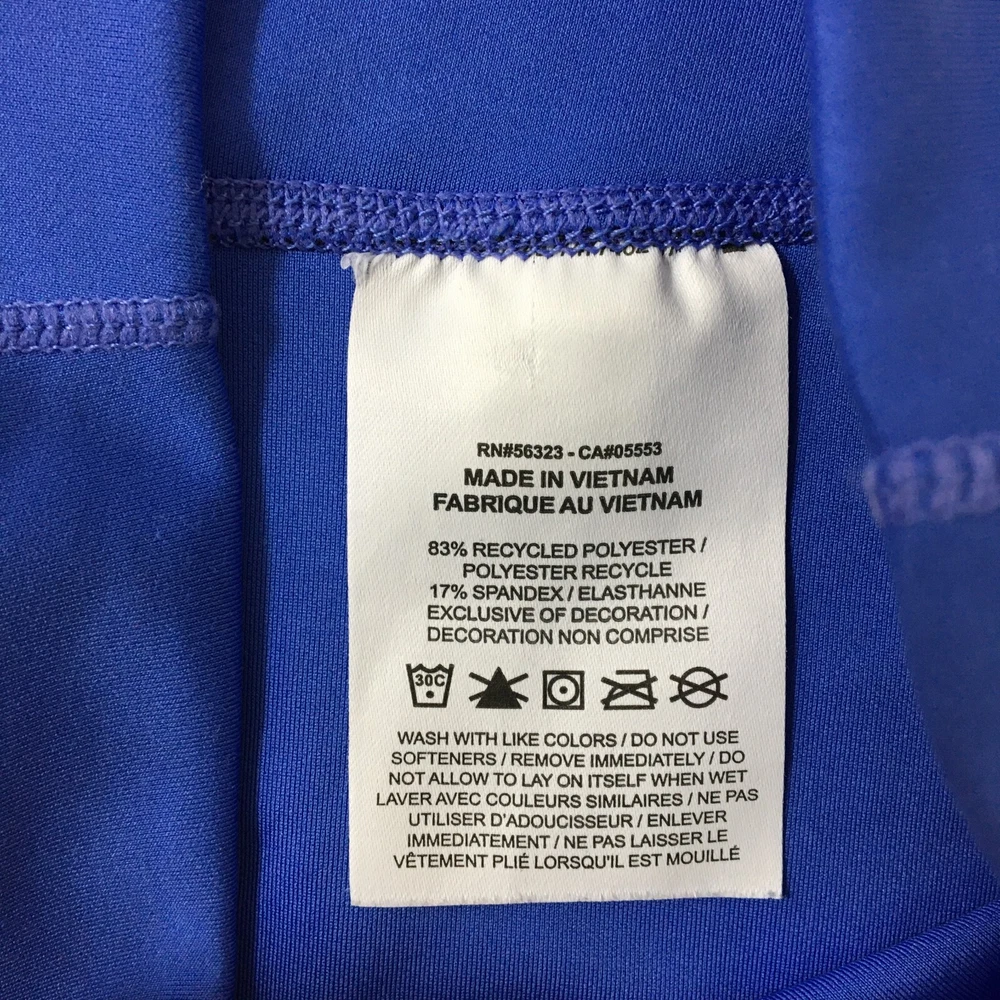 RN#56323 - CA#05553
MADE IN VIETNAM
FABRIQUE AU VIETNAM
83% RECYCLED POLYESTER /
POLYESTER RECYCLE
17% SPANDEX / ELASTHANNE
EXCLUSIVE OF DECORATION /
DECORATION NON COMPRISE
30C
WASH WITH LIKE COLORS / DO NOT USE
SOFTENERS / REMOVE IMMEDIATELY / DO
NOT ALLOW TO LAY ON ITSELF WHEN WET
LAVER AVEC COULEURS SIMILAIRES / NE PAS
UTILISER D'ADOUCISSEUR / ENLEVER
IMMEDIATEMENT / NE PAS LAISSER LE
VÊTEMENT PLIÉ LORSQU'IL EST MOUILLÉ